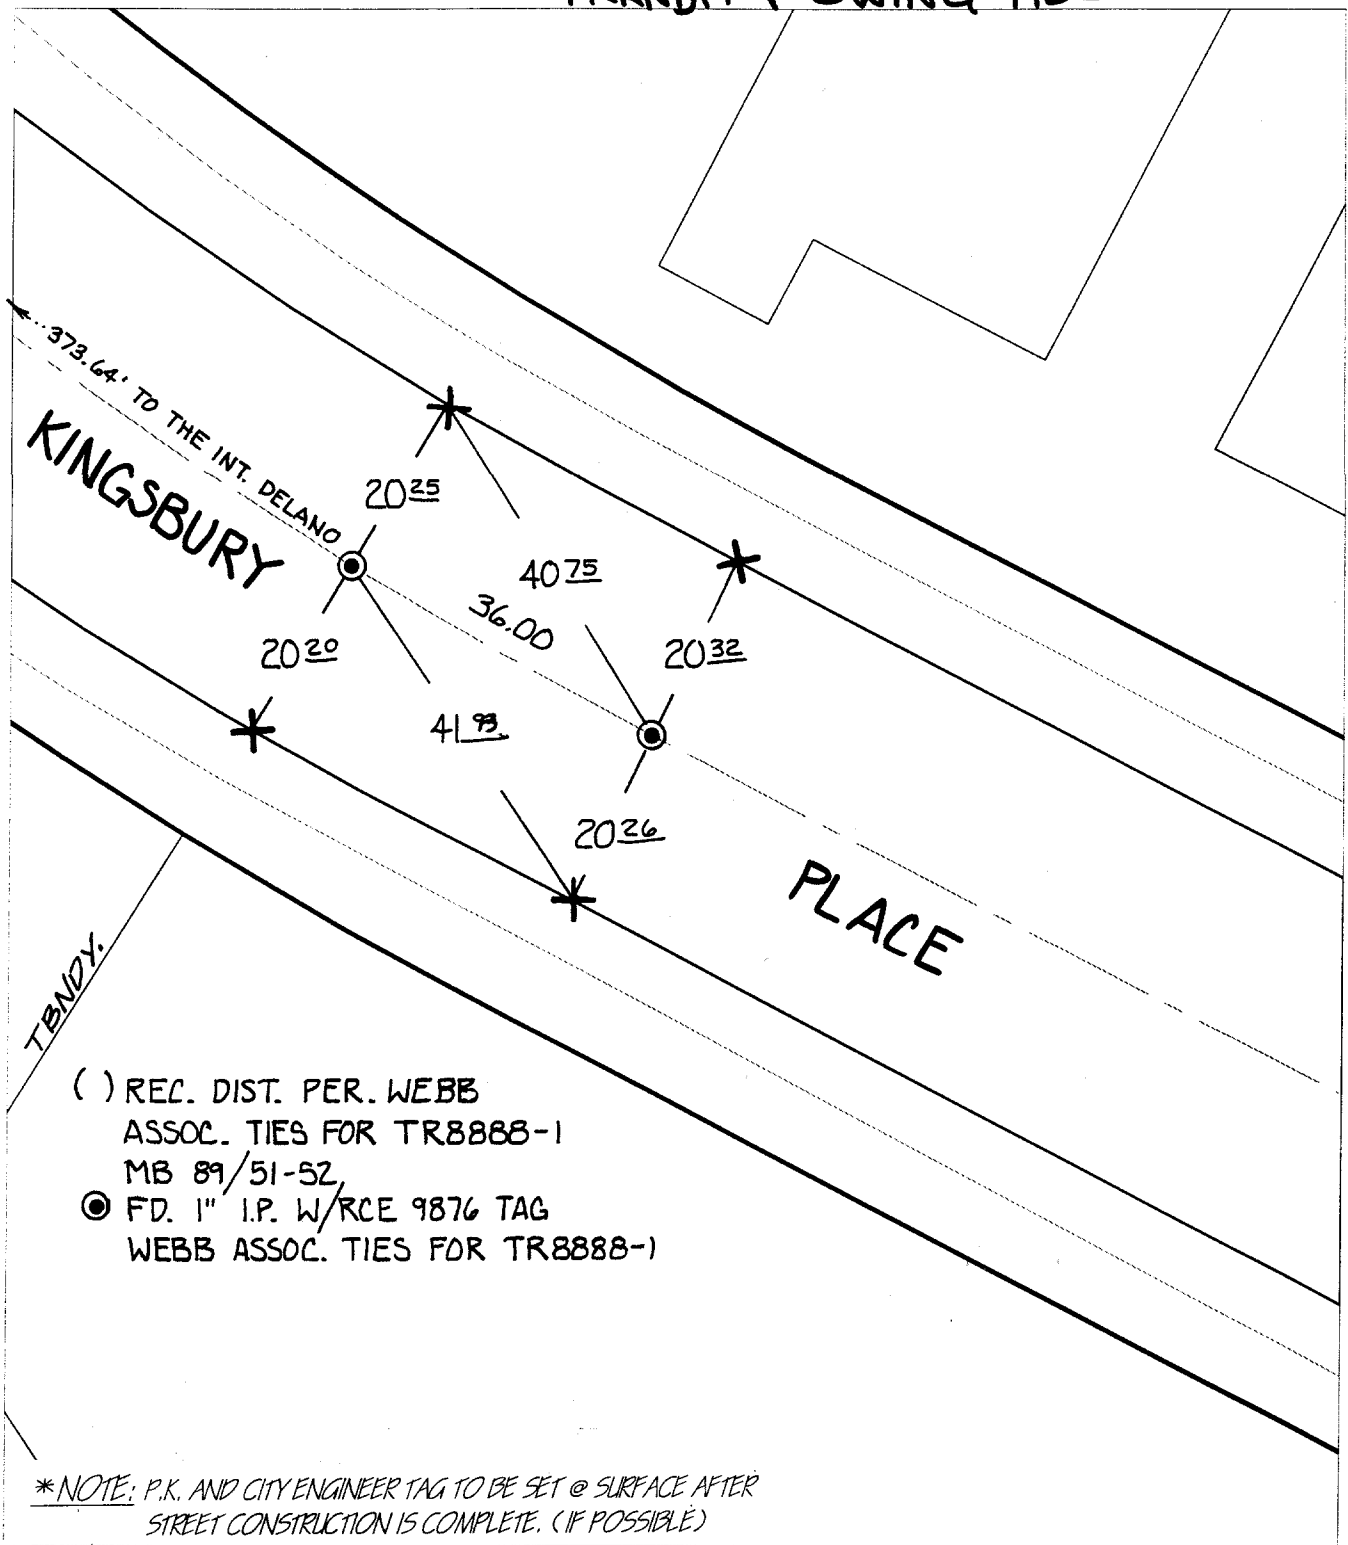 373.64' TO THE INT. DELANO
KINGSBURY
20 25
40 75
36.00
20 32
20 20
41 93
20 26
PLACE
TBNDY.
( ) REC. DIST. PER. WEBB
ASSOC. TIES FOR TR8888-1
MB 89/51-52
FD. 1" I.P. W/RCE 9876 TAG
WEBB ASSOC. TIES FOR TR8888-1
*NOTE: P.K. AND CITY ENGINEER TAG TO BE SET @ SURFACE AFTER
STREET CONSTRUCTION IS COMPLETE. (IF POSSIBLE)